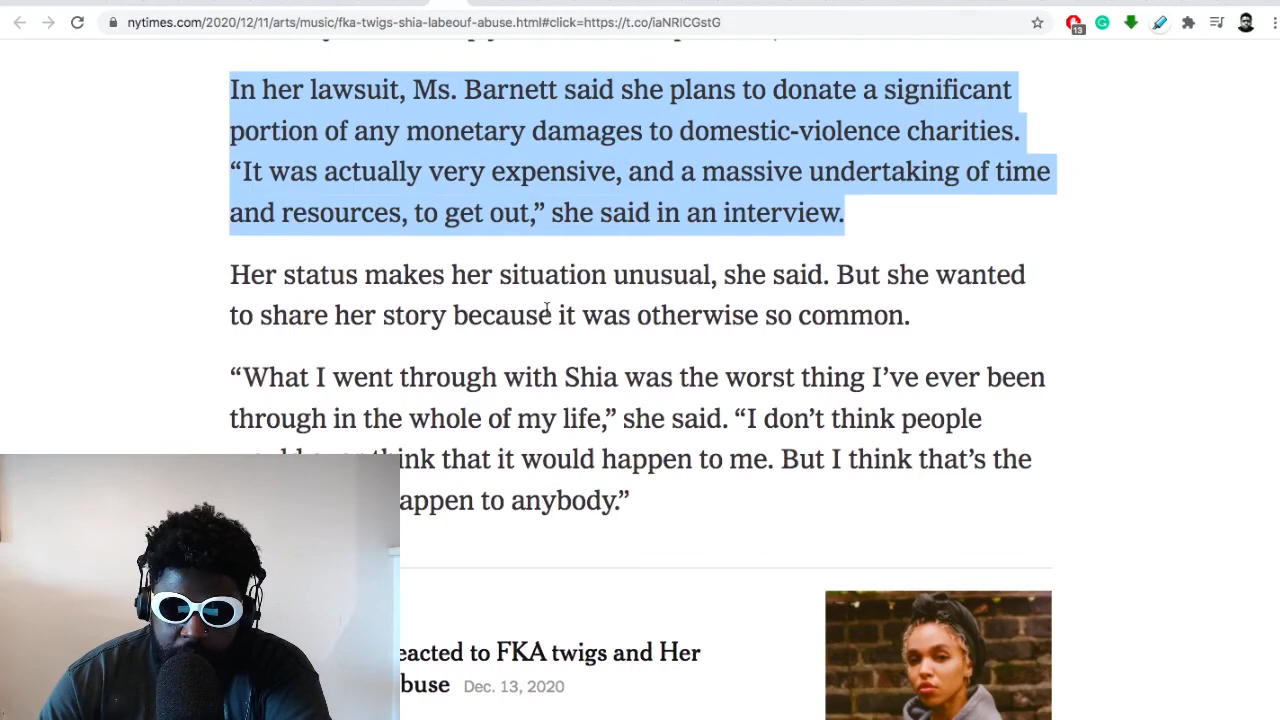 nytimes.com/2020/12/11/arts/music/fka-twigs-shia-labeouf-abuse.html#click=https://t.co/iaNRICGstG
13
In her lawsuit, Ms. Barnett said she plans to donate a significant
portion of any monetary damages to domestic-violence charities.
“It was actually very expensive, and a massive undertaking of time
and resources, to get out,” she said in an interview.
Her status makes her situation unusual, she said. But she wanted
to share her story because it was otherwise so common.
“What I went through with Shia was the worst thing I’ve ever been
through in the whole of my life,” she said. “I don’t think people
think that it would happen to me. But I think that’s the
appen to anybody.”
eacted to FKA twigs and Her
buse Dec. 13, 2020